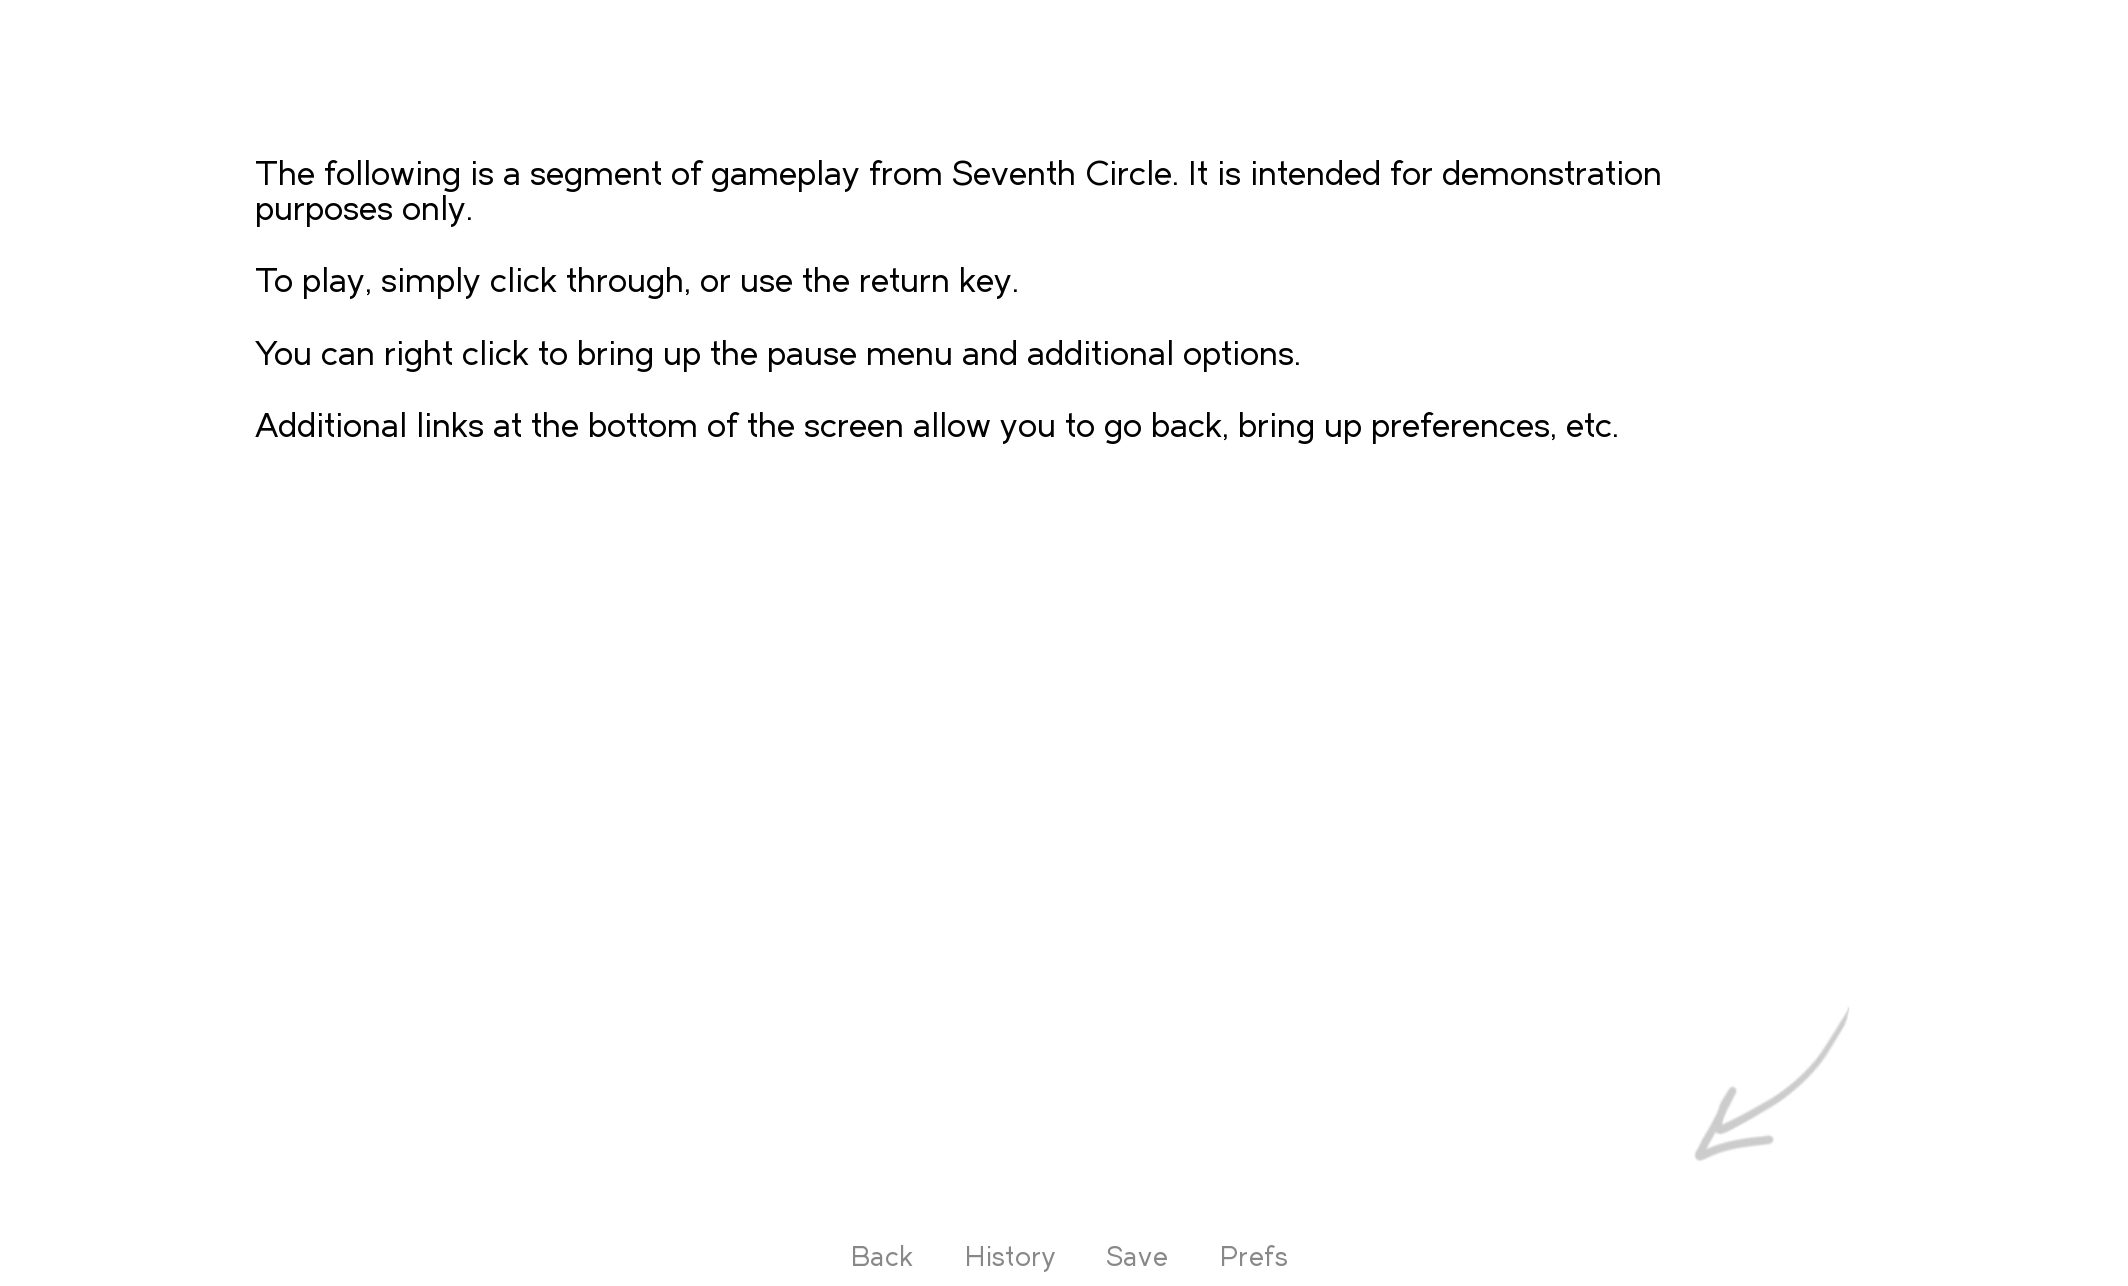 The following is a segment of gameplay from Seventh Circle. It is intended for demonstration
purposes only.
To play, simply click through, or use the return key.
You can right click to bring up the pause menu and additional options.
Additional links at the bottom of the screen allow you to go back, bring up preferences, etc.
Back History Save Prefs